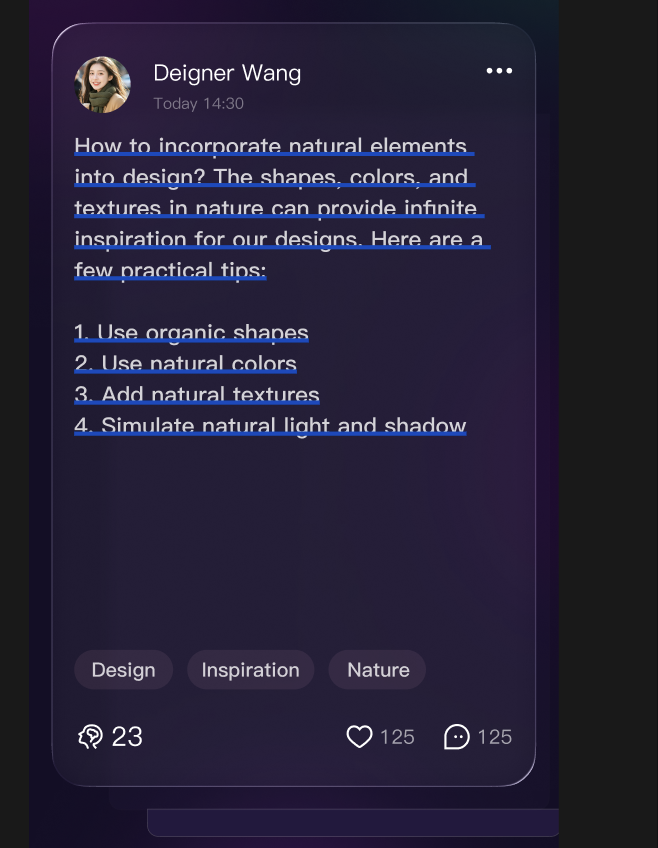 Deigner Wang
Today 14:30
How to incorporate natural elements
into design? The shapes, colors, and
textures in nature can provide infinite
inspiration for our designs. Here are a
few practical tips:
1. Use organic shapes
2. Use natural colors
3. Add natural textures
4. Simulate natural light and shadow
Design Inspiration Nature
23 125 125